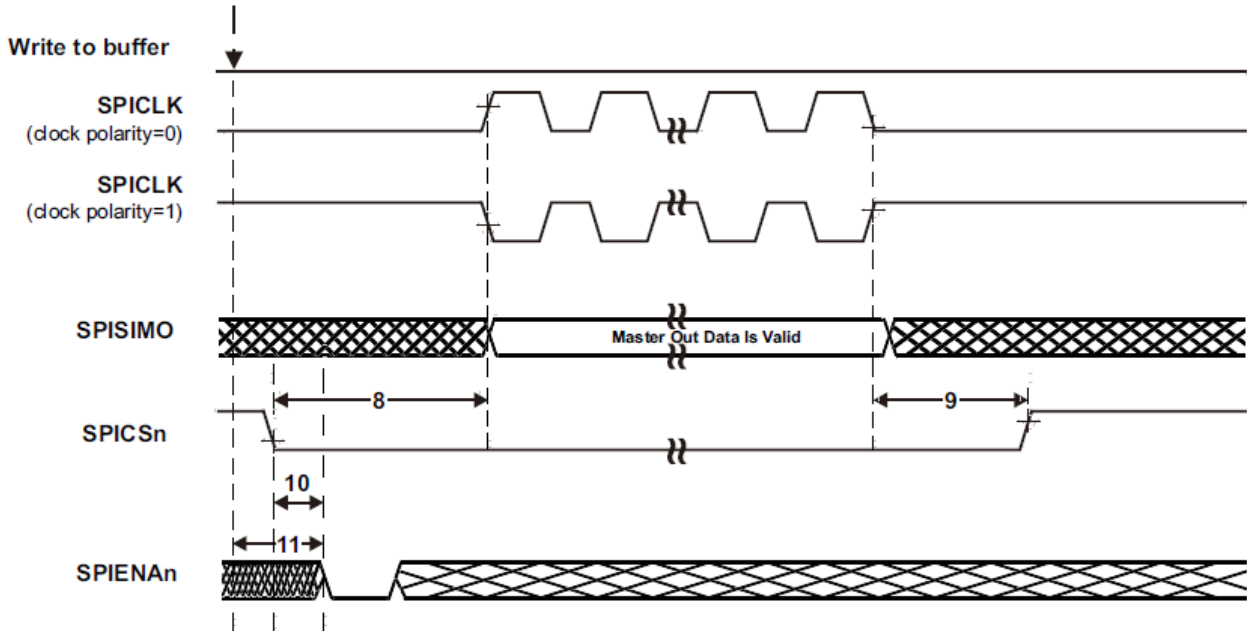 Write to buffer
SPICLK
(clock polarity=0)
SPICLK
(clock polarity=1)
SPISIMO
Master Out Data Is Valid
8
9
SPICSn
10
11
SPIENAn